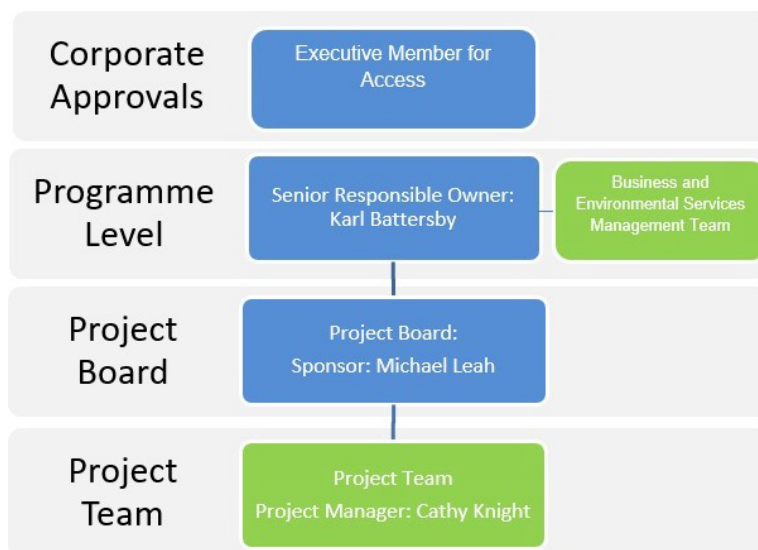 Corporate
Approvals
Executive Member for
Access
Programme
Level
Senior Responsible Owner:
Karl Battersby
Business and
Environmental Services
Management Team
Project
Board
Project Board:
Sponsor: Michael Leah
Project
Team
Project Team
Project Manager: Cathy Knight